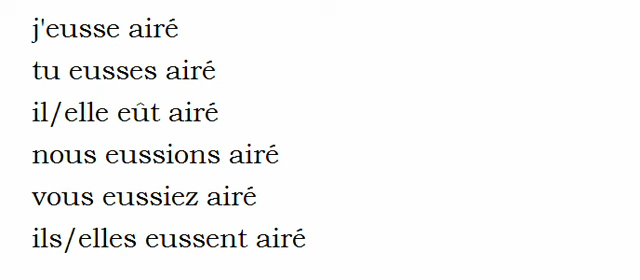 j'eusse airé
tu eusses airé
il/elle eût airé
nous eussions airé
vous eussiez airé
ils/elles eussent airé